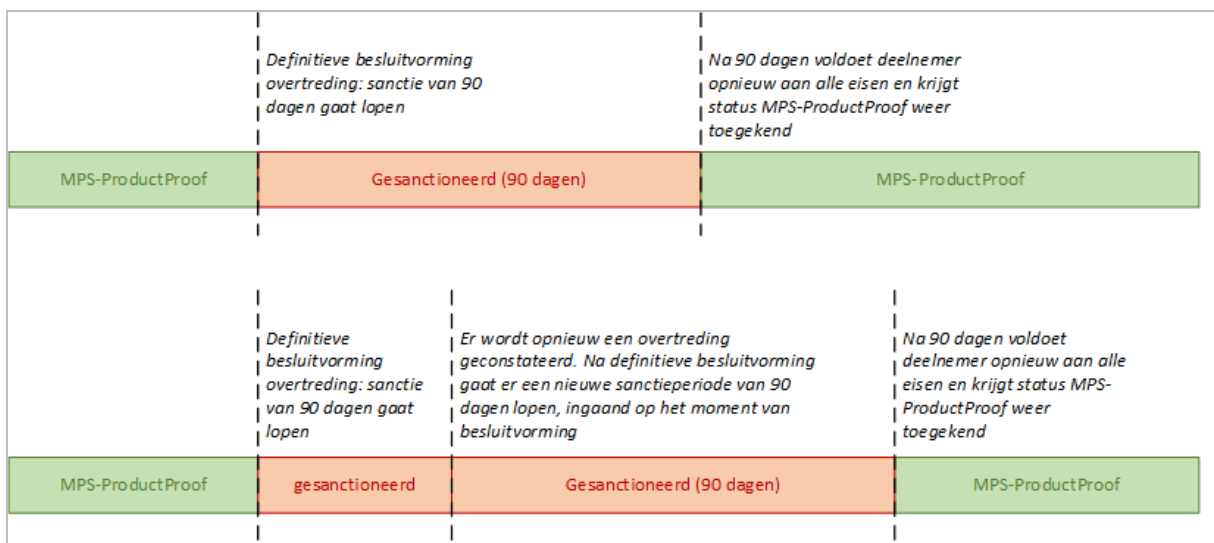 Definitieve besluitvorming
overtreding: sanctie van 90
dagen gaat lopen
Na 90 dagen voldoet deelnemer
opnieuw aan alle eisen en krijgt
status MPS-ProductProof weer
toegekend
MPS-ProductProof
Gesanctioneerd (90 dagen)
MPS-ProductProof
Definitieve
besluitvorming
overtreding: sanctie
van 90 dagen gaat
lopen
Er wordt opnieuw een overtreding
geconstateerd. Na definitieve besluitvorming
gaat er een nieuwe sanctieperiode van 90
dagen lopen, ingaand op het moment van
besluitvorming
Na 90 dagen voldoet
deelnemer opnieuw aan alle
eisen en krijgt status MPS-
ProductProof weer
toegekend
MPS-ProductProof
gesanctioneerd
Gesanctioneerd (90 dagen)
MPS-ProductProof